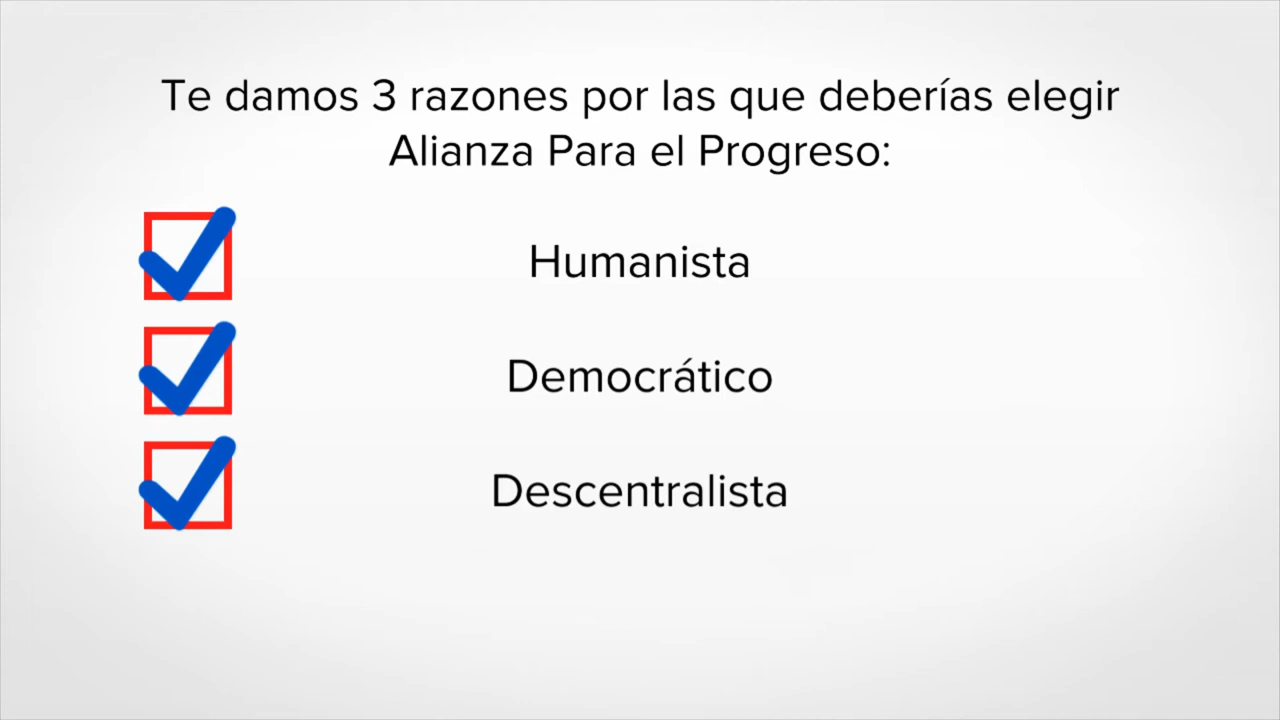 Te damos 3 razones por las que deberías elegir
Alianza Para el Progreso:
Humanista
Democrático
Descentralista